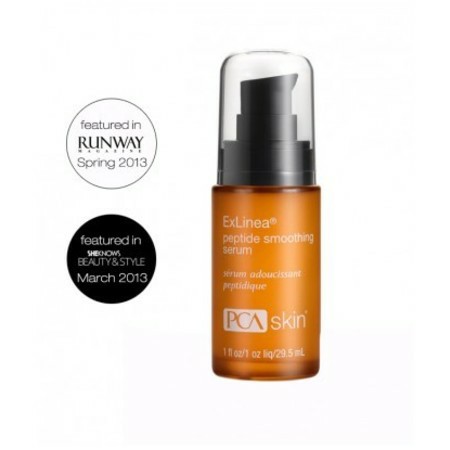 featured in
RUNWAY
MAGAZINE
Spring 2013
featured in
SHEKNOWS
BEAUTY&STYLE
March 2013
ExLinea®
peptide smoothing
serum
sérum adoucissant
peptidique
PCA skin®
1 fl oz/1 oz liq/29.5 mL